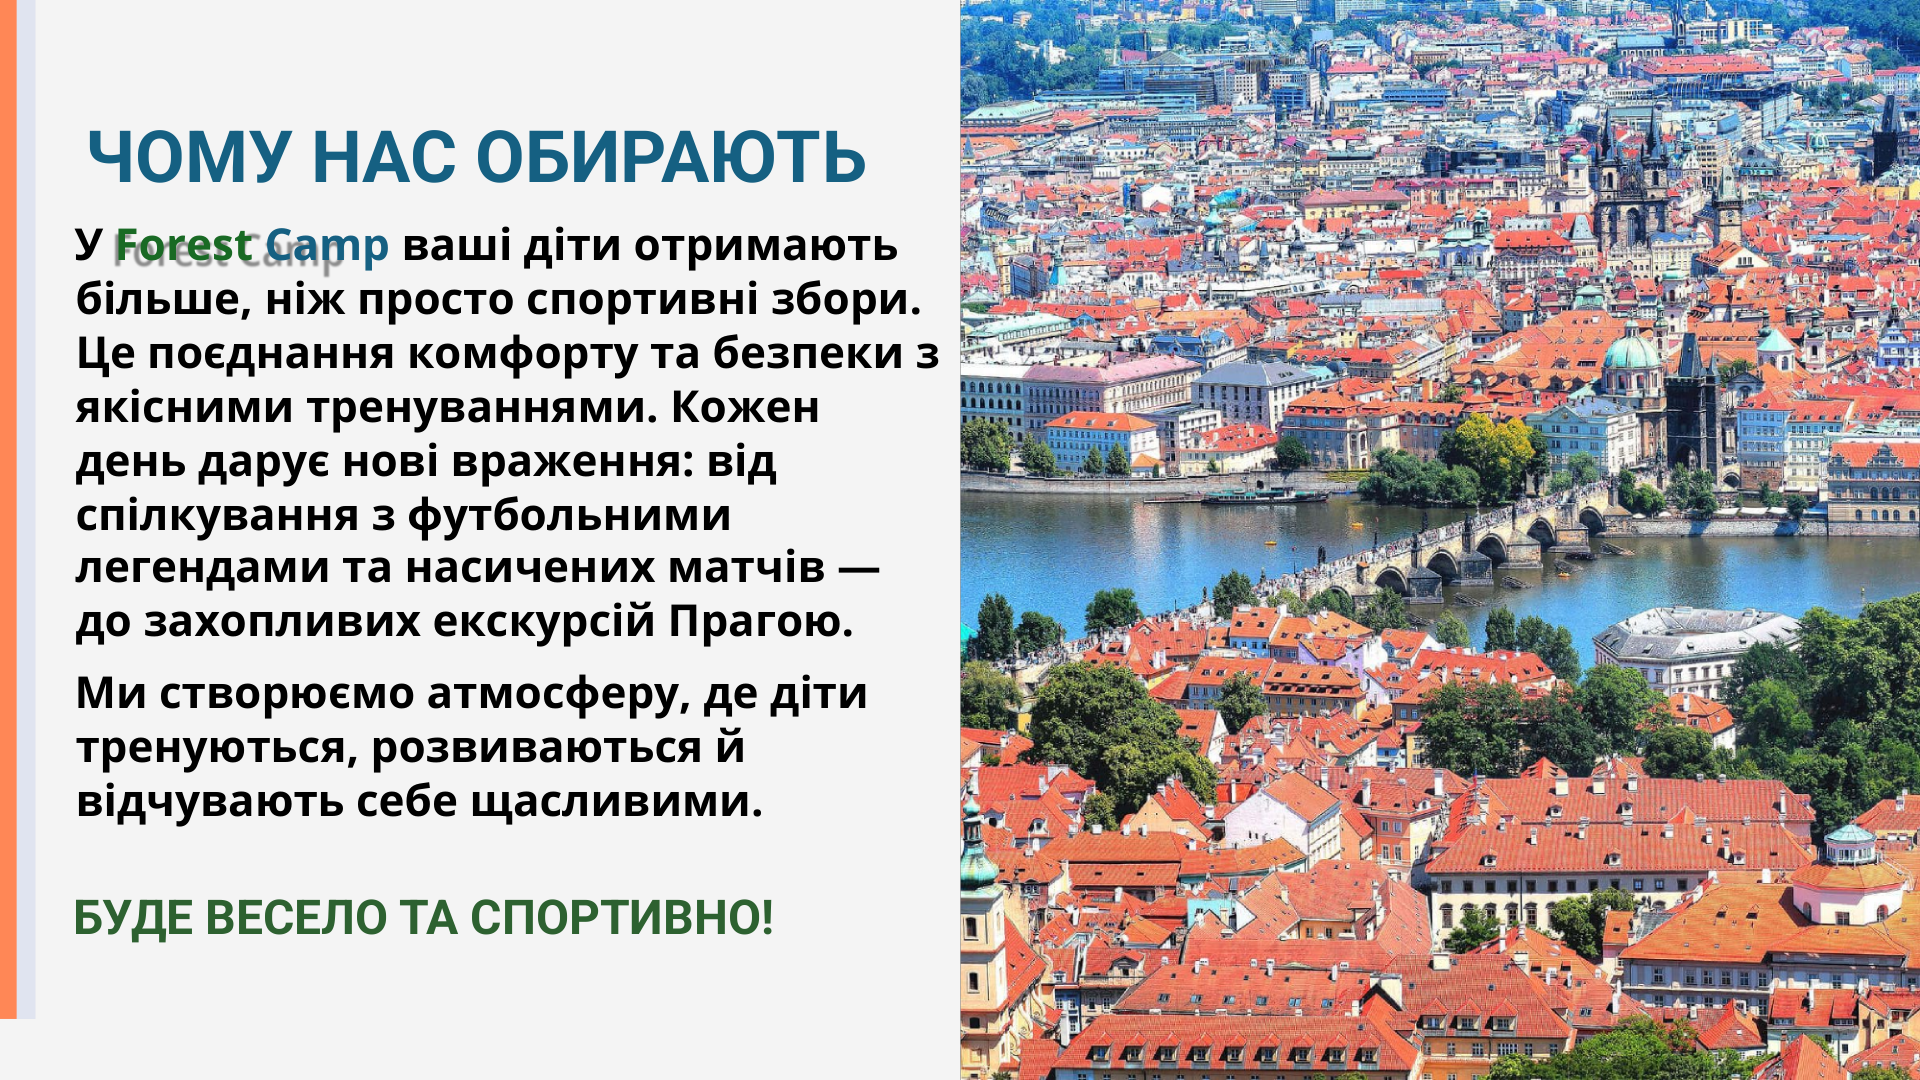 ЧОМУ НАС ОБИРАЮТЬ
У Forest Camp ваші діти отримають
більше, ніж просто спортивні збори.
Це поєднання комфорту та безпеки з
якісними тренуваннями. Кожен
день дарує нові враження: від
спілкування з футбольними
легендами та насичених матчів —
до захопливих екскурсій Прагою.
Ми створюємо атмосферу, де діти
тренуються, розвиваються й
відчувають себе щасливими.
БУДЕ ВЕСЕЛО ТА СПОРТИВНО!